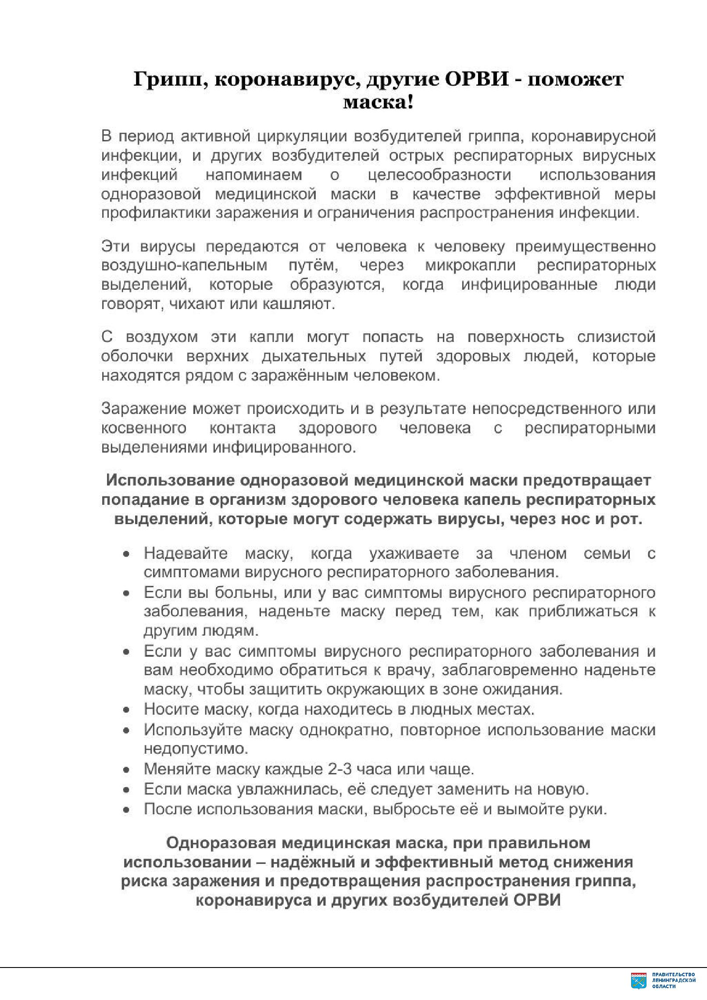 Грипп, коронавирус, другие ОРВИ - поможет
маска!
В период активной циркуляции возбудителей гриппа, коронавирусной
инфекции, и других возбудителей острых респираторных вирусных
инфекций напоминаем о целесообразности использования
одноразовой медицинской маски в качестве эффективной меры
профилактики заражения и ограничения распространения инфекции.
Эти вирусы передаются от человека к человеку преимущественно
воздушно-капельным путём, через микрокапли респираторных
выделений, которые образуются, когда инфицированные люди
говорят, чихают или кашляют.
С воздухом эти капли могут попасть на поверхность слизистой
оболочки верхних дыхательных путей здоровых людей, которые
находятся рядом с заражённым человеком.
Заражение может происходить и в результате непосредственного или
косвенного контакта здорового человека с респираторными
выделениями инфицированного.
Использование одноразовой медицинской маски предотвращает
попадание в организм здорового человека капель респираторных
выделений, которые могут содержать вирусы, через нос и рот.
• Надевайте маску, когда ухаживаете за членом семьи с
симптомами вирусного респираторного заболевания.
• Если вы больны, или у вас симптомы вирусного респираторного
заболевания, наденьте маску перед тем, как приближаться к
другим людям.
• Если у вас симптомы вирусного респираторного заболевания и
вам необходимо обратиться к врачу, заблаговременно наденьте
маску, чтобы защитить окружающих в зоне ожидания.
• Носите маску, когда находитесь в людных местах.
• Используйте маску однократно, повторное использование маски
недопустимо.
• Меняйте маску каждые 2-3 часа или чаще.
• Если маска увлажнилась, её следует заменить на новую.
• После использования маски, выбросьте её и вымойте руки.
Одноразовая медицинская маска, при правильном
использовании – надёжный и эффективный метод снижения
риска заражения и предотвращения распространения гриппа,
коронавируса и других возбудителей ОРВИ
ПРАВИТЕЛЬСТВО
ЛЕНИНГРАДСКОЙ
ОБЛАСТИ